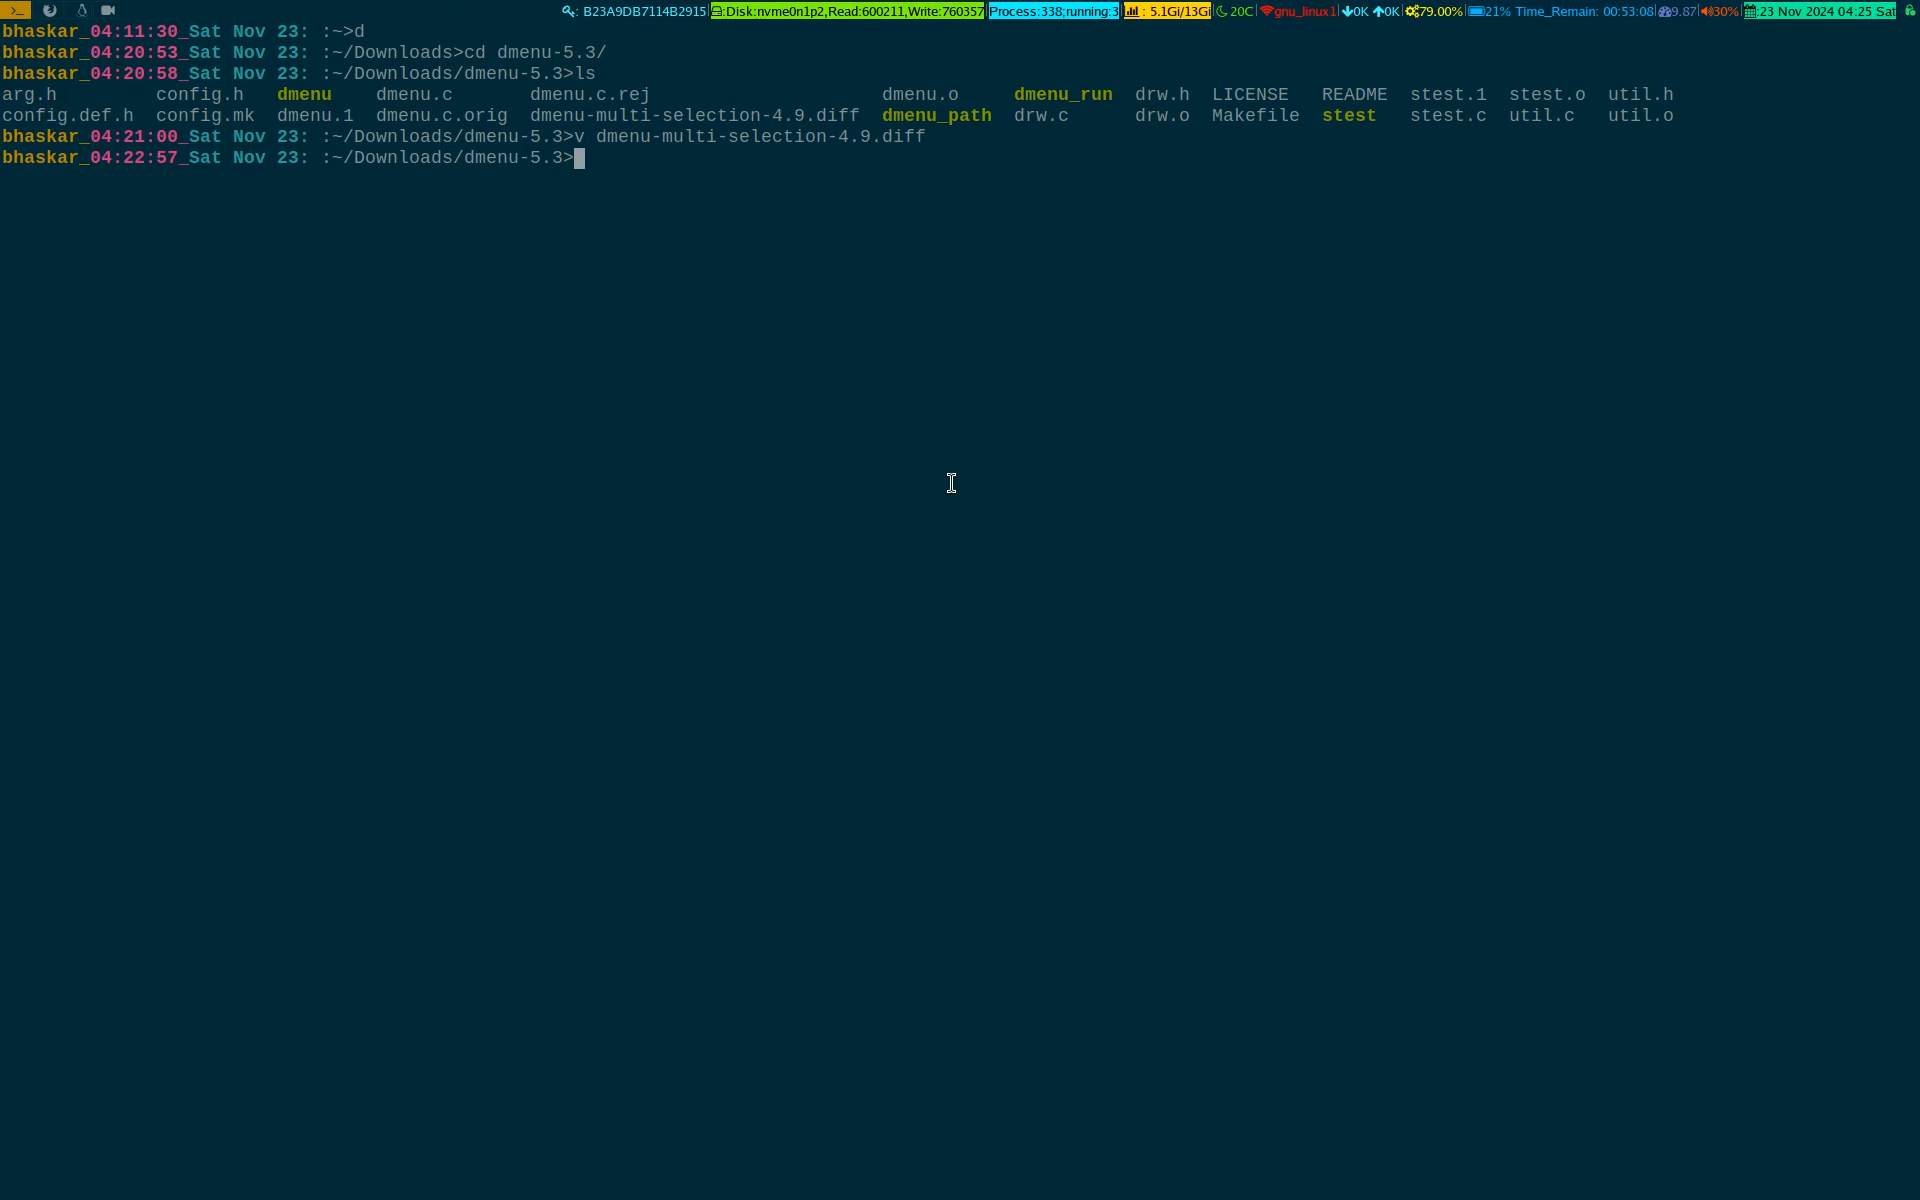 : B23A9DB7114B2915 :Disk:nvme0n1p2,Read:600211,Write:760357 Process:338;running:3 : 5.1Gi/13Gi 20C gnu_linux1 0K 0K 79.00% 21% Time_Remain: 00:53:08 9.87 30% :23 Nov 2024 04:25 Sat
bhaskar_04:11:30_Sat Nov 23: :~>d
bhaskar_04:20:53_Sat Nov 23: :~/Downloads>cd dmenu-5.3/
bhaskar_04:20:58_Sat Nov 23: :~/Downloads/dmenu-5.3>ls
arg.h         config.h   dmenu    dmenu.c       dmenu.c.rej                     dmenu.o     dmenu_run  drw.h  LICENSE   README  stest.1  stest.o  util.h
config.def.h  config.mk  dmenu.1  dmenu.c.orig  dmenu-multi-selection-4.9.diff  dmenu_path  drw.c      drw.o  Makefile  stest   stest.c  util.c   util.o
bhaskar_04:21:00_Sat Nov 23: :~/Downloads/dmenu-5.3>v dmenu-multi-selection-4.9.diff
bhaskar_04:22:57_Sat Nov 23: :~/Downloads/dmenu-5.3>